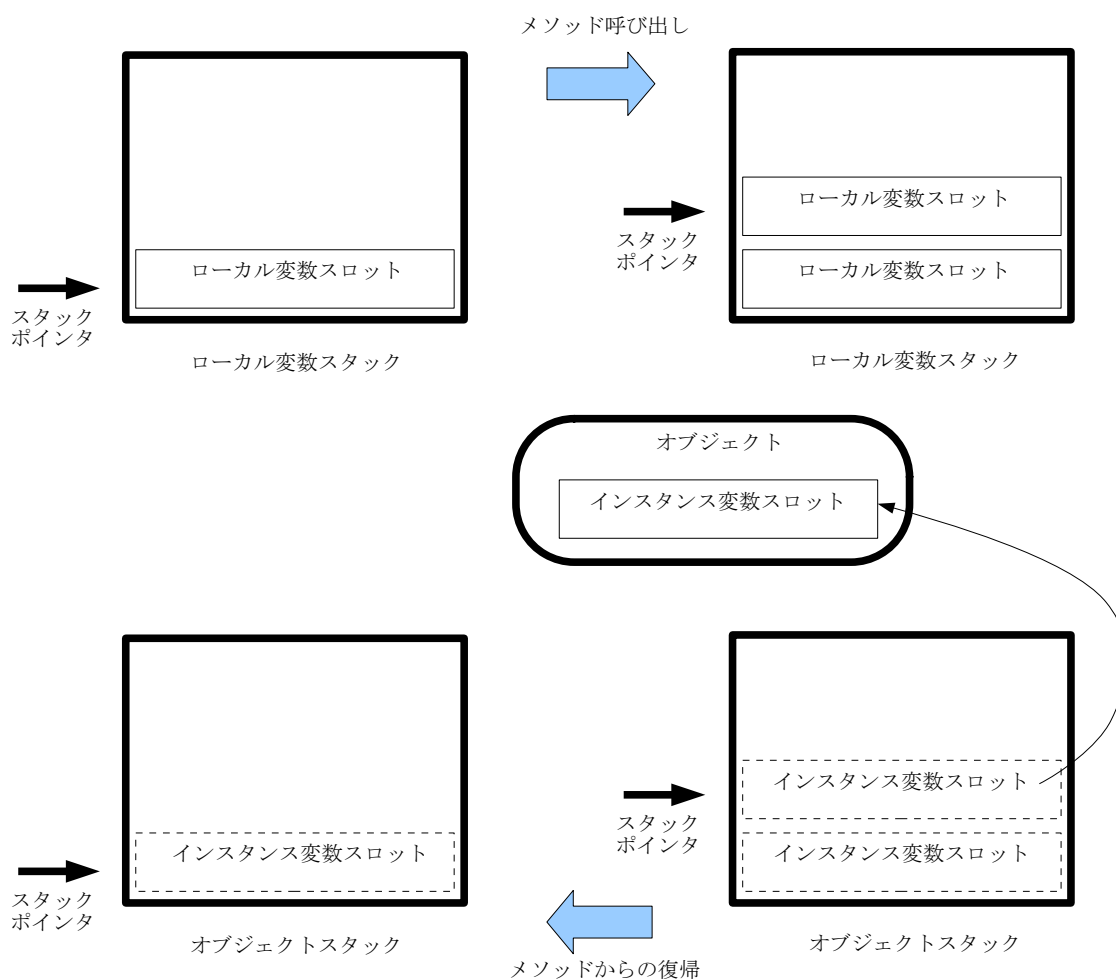 メソッド呼び出し
ローカル変数スロット
スタック
ポインタ
ローカル変数スタック
ローカル変数スロット
ローカル変数スロット
スタック
ポインタ
ローカル変数スタック
オブジェクト
インスタンス変数スロット
インスタンス変数スロット
スタック
ポインタ
オブジェクトスタック
インスタンス変数スロット
インスタンス変数スロット
スタック
ポインタ
オブジェクトスタック
メソッドからの復帰